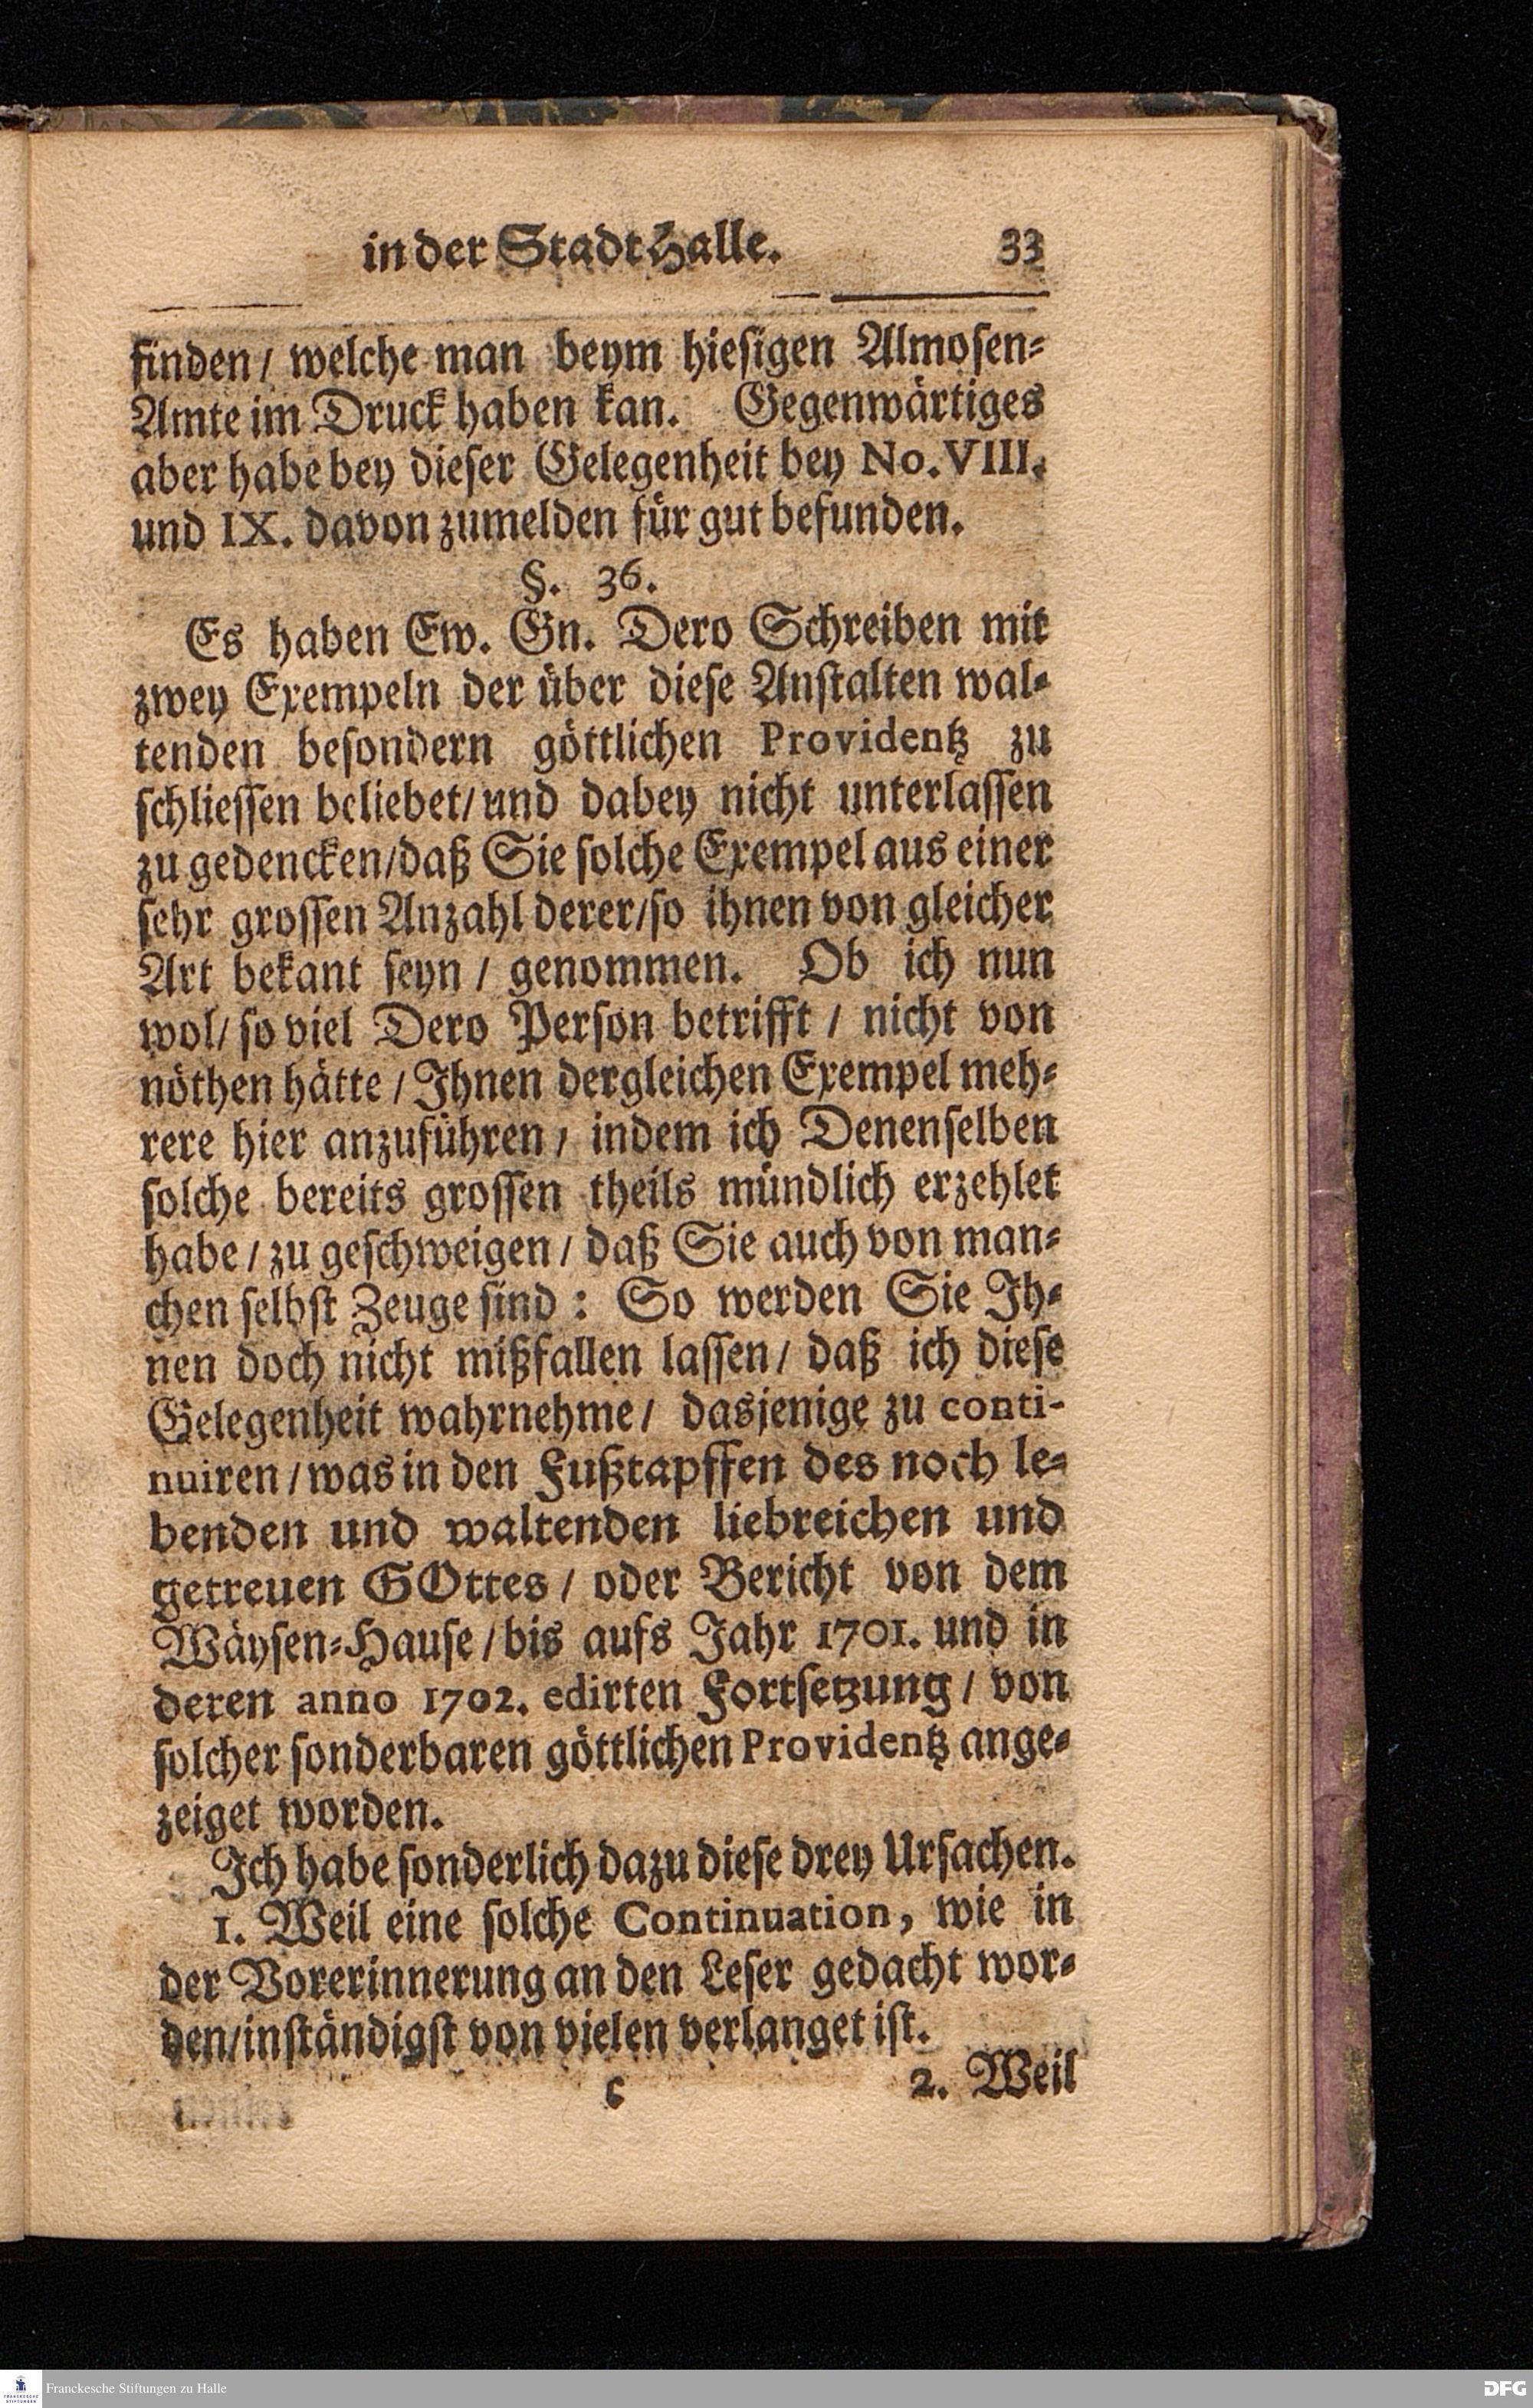 in der Stadt Halle. 33
finden / welche man beym hiesigen Almosen-
Amte im Druck haben kan. Gegenwärtiges
aber habe bey dieser Gelegenheit bey No. VIII.
und IX. davon zumelden für gut befunden.
§. 36.
Es haben Ew. Gn. Dero Schreiben mit
zwey Exempeln der über diese Anstalten wal-
tenden besondern göttlichen Providentz zu
schliessen beliebet / und dabey nicht unterlassen
zu gedencken / daß Sie solche Exempel aus einer
sehr grossen Anzahl derer / so ihnen von gleicher
Art bekant seyn / genommen. Ob ich nun
wol / so viel Dero Person betrifft / nicht von
nöthen hätte / Ihnen dergleichen Exempel meh-
rere hier anzuführen / indem ich Denenselben
solche bereits grossen theils mündlich erzehlet
habe / zu geschweigen / daß Sie auch von man-
chen selbst Zeuge sind : So werden Sie Ih-
nen doch nicht mißfallen lassen / daß ich diese
Gelegenheit wahrnehme / dasjenige zu conti-
nuiren / was in den Fußtapffen des noch le-
benden und waltenden liebreichen und
getreuen GOttes / oder Bericht von dem
Wäysen-Hause / bis aufs Jahr 1701. und in
deren anno 1702. edirten Fortsetzung / von
solcher sonderbaren göttlichen Providentz ange-
zeiget worden.
Ich habe sonderlich dazu diese drey Ursachen.
1. Weil eine solche Continuation, wie in
der Vorerinnerung an den Leser gedacht wor-
den / inständigst von vielen verlanget ist.
C 2. Weil
Franckesche Stiftungen zu Halle
DFG